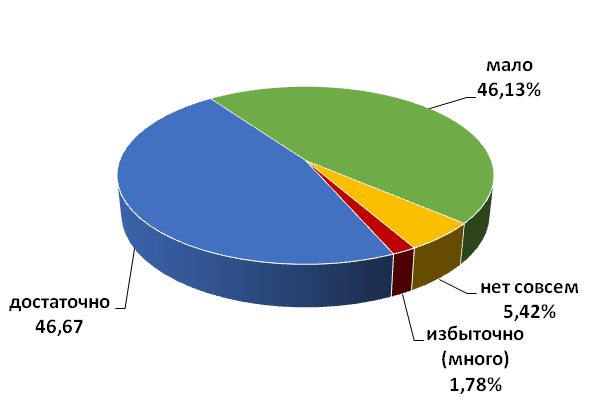 мало
46,13%
нет совсем
5,42%
избыточно
(много)
1,78%
достаточно
46,67